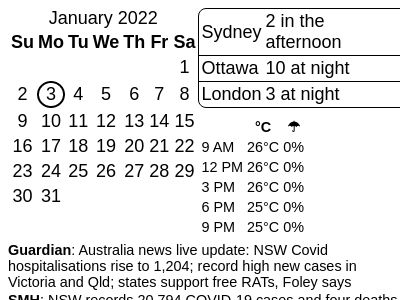 January 2022
Su Mo Tu We Th Fr Sa
1
2 3 4 5 6 7 8
9 10 11 12 13 14 15
16 17 18 19 20 21 22
23 24 25 26 27 28 29
30 31
Sydney 2 in the
afternoon
Ottawa 10 at night
London 3 at night
°C ☂
9 AM 26°C 0%
12 PM 26°C 0%
3 PM 26°C 0%
6 PM 25°C 0%
9 PM 25°C 0%
Guardian: Australia news live update: NSW Covid
hospitalisations rise to 1,204; record high new cases in
Victoria and Qld; states support free RATs, Foley says
SMH: NSW records 20,794 COVID-19 cases and four deaths